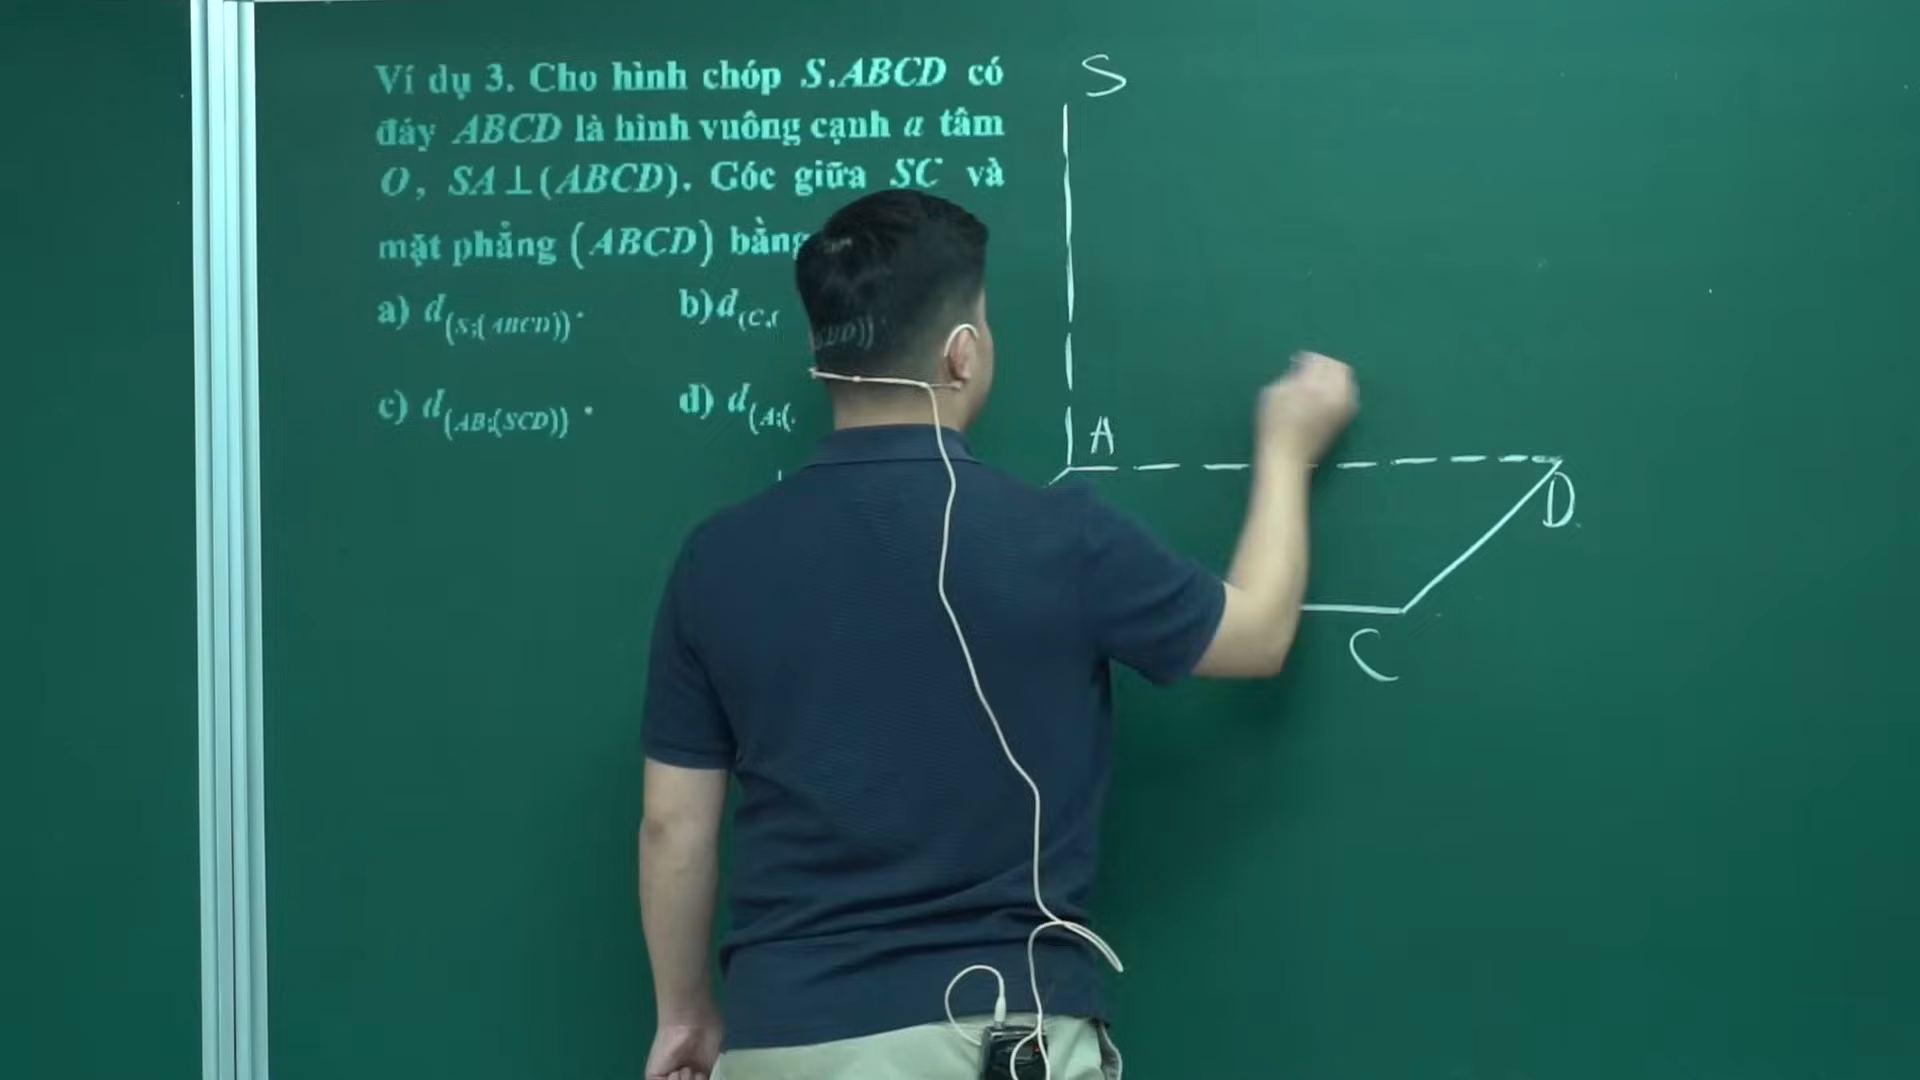 Ví dụ 3. Cho hình chóp S.ABCD có
đáy ABCD là hình vuông cạnh a tâm
O, SA⊥(ABCD). Góc giữa SC và
mặt phẳng (ABCD) bằng
a) d(S;(ABCD)). b) d(C,(
c) d(AB;(SCD)). d) d(A;(
S
A
D
C